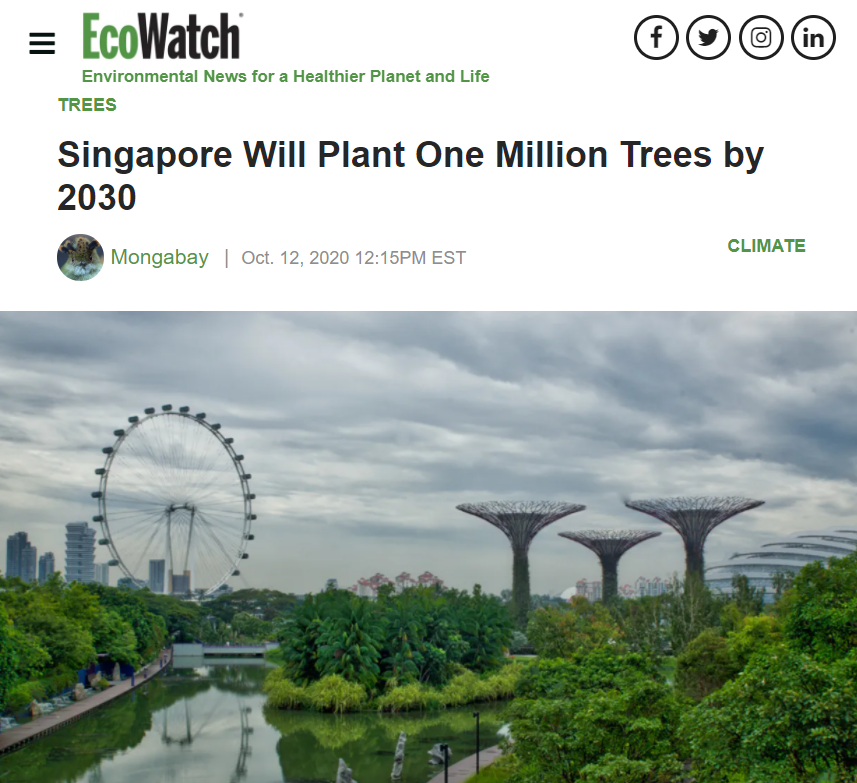 EcoWatch
Environmental News for a Healthier Planet and Life
TREES
Singapore Will Plant One Million Trees by
2030
Mongabay | Oct. 12, 2020 12:15PM EST
CLIMATE